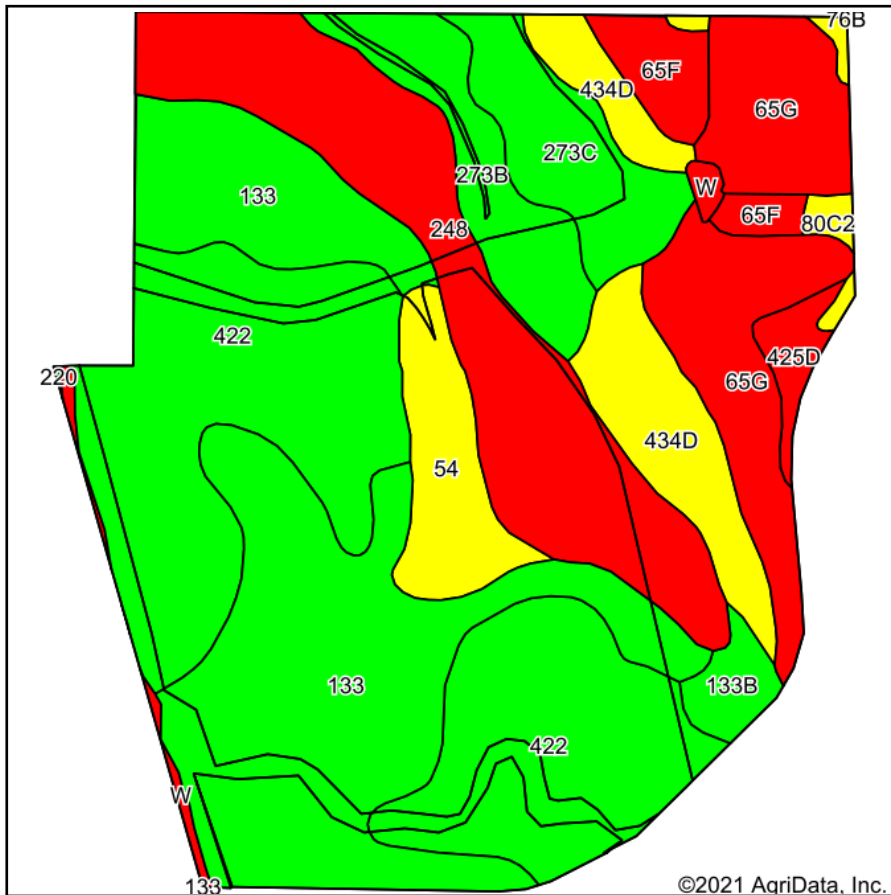 76B
65F
434D
65G
273C
273B
133
W
65F
80C2
248
422
425D
220
65G
434D
54
133
133B
422
W
133
©2021 AgriData, Inc.